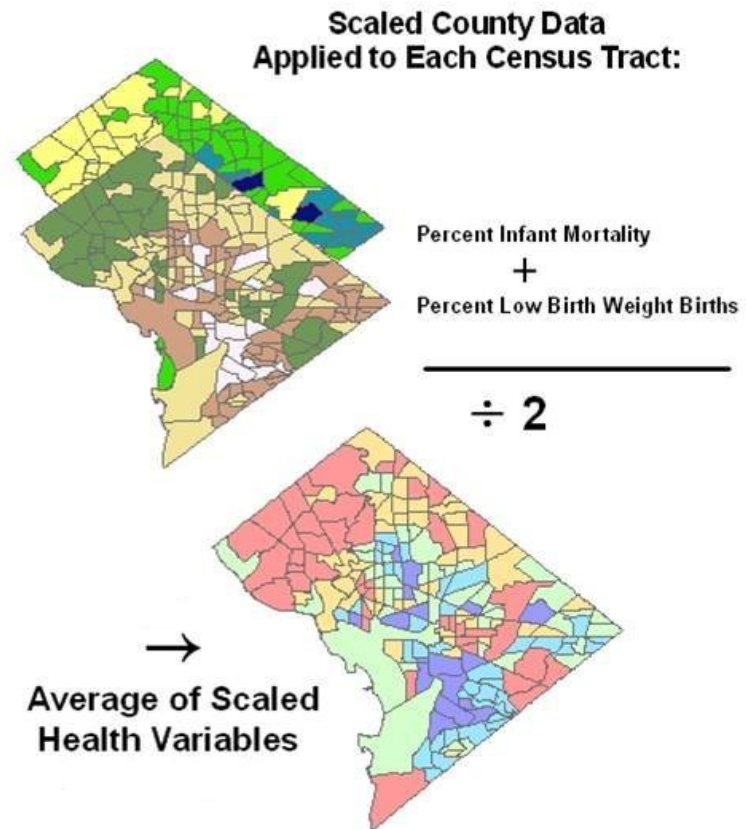 Scaled County Data
Applied to Each Census Tract:
Percent Infant Mortality
+
Percent Low Birth Weight Births
÷ 2
→
Average of Scaled
Health Variables